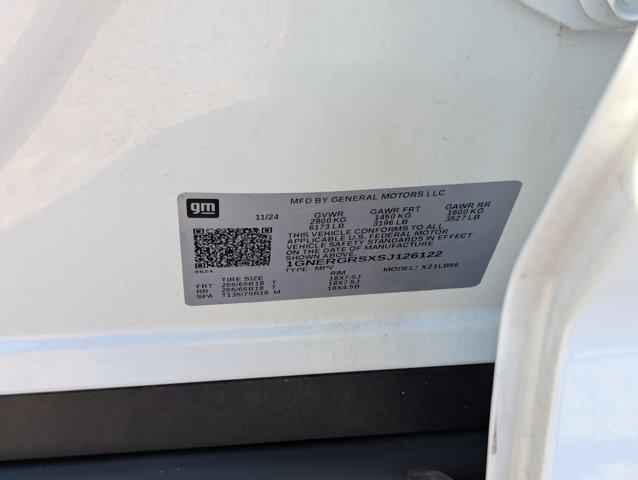 gm
MFD BY GENERAL MOTORS LLC
11/24 GVWR GAWR FRT GAWR RR
2800 KG 1450 KG 1600 KG
6173 LB 3196 LB 3527 LB
THIS VEHICLE CONFORMS TO ALL
APPLICABLE U.S. FEDERAL MOTOR
VEHICLE SAFETY STANDARDS IN
EFFECT ON THE DATE OF MANUFACTURE
SHOWN ABOVE.
1GNERGRSXSJ126122
TYPE: MPV MODEL: X21LB56
9624
TIRE SIZE RIM
FRT 255/65R18 T 18X7.5J
RR 255/65R18 T 18X7.5J
SPA T135/70R18 M 18X4.5B